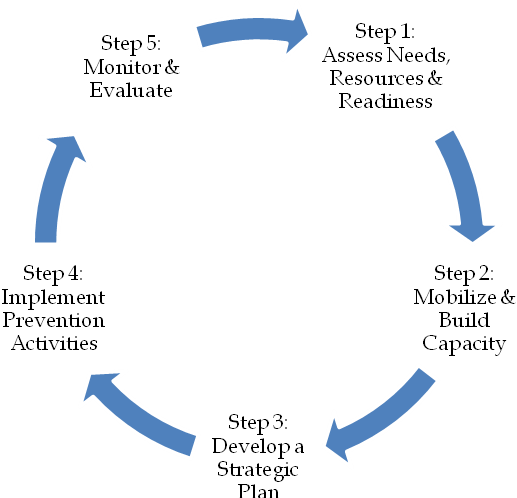 Step 1:
Assess Needs,
Resources &
Readiness
Step 2:
Mobilize &
Build
Capacity
Step 3:
Develop a
Strategic
Plan
Step 4:
Implement
Prevention
Activities
Step 5:
Monitor &
Evaluate